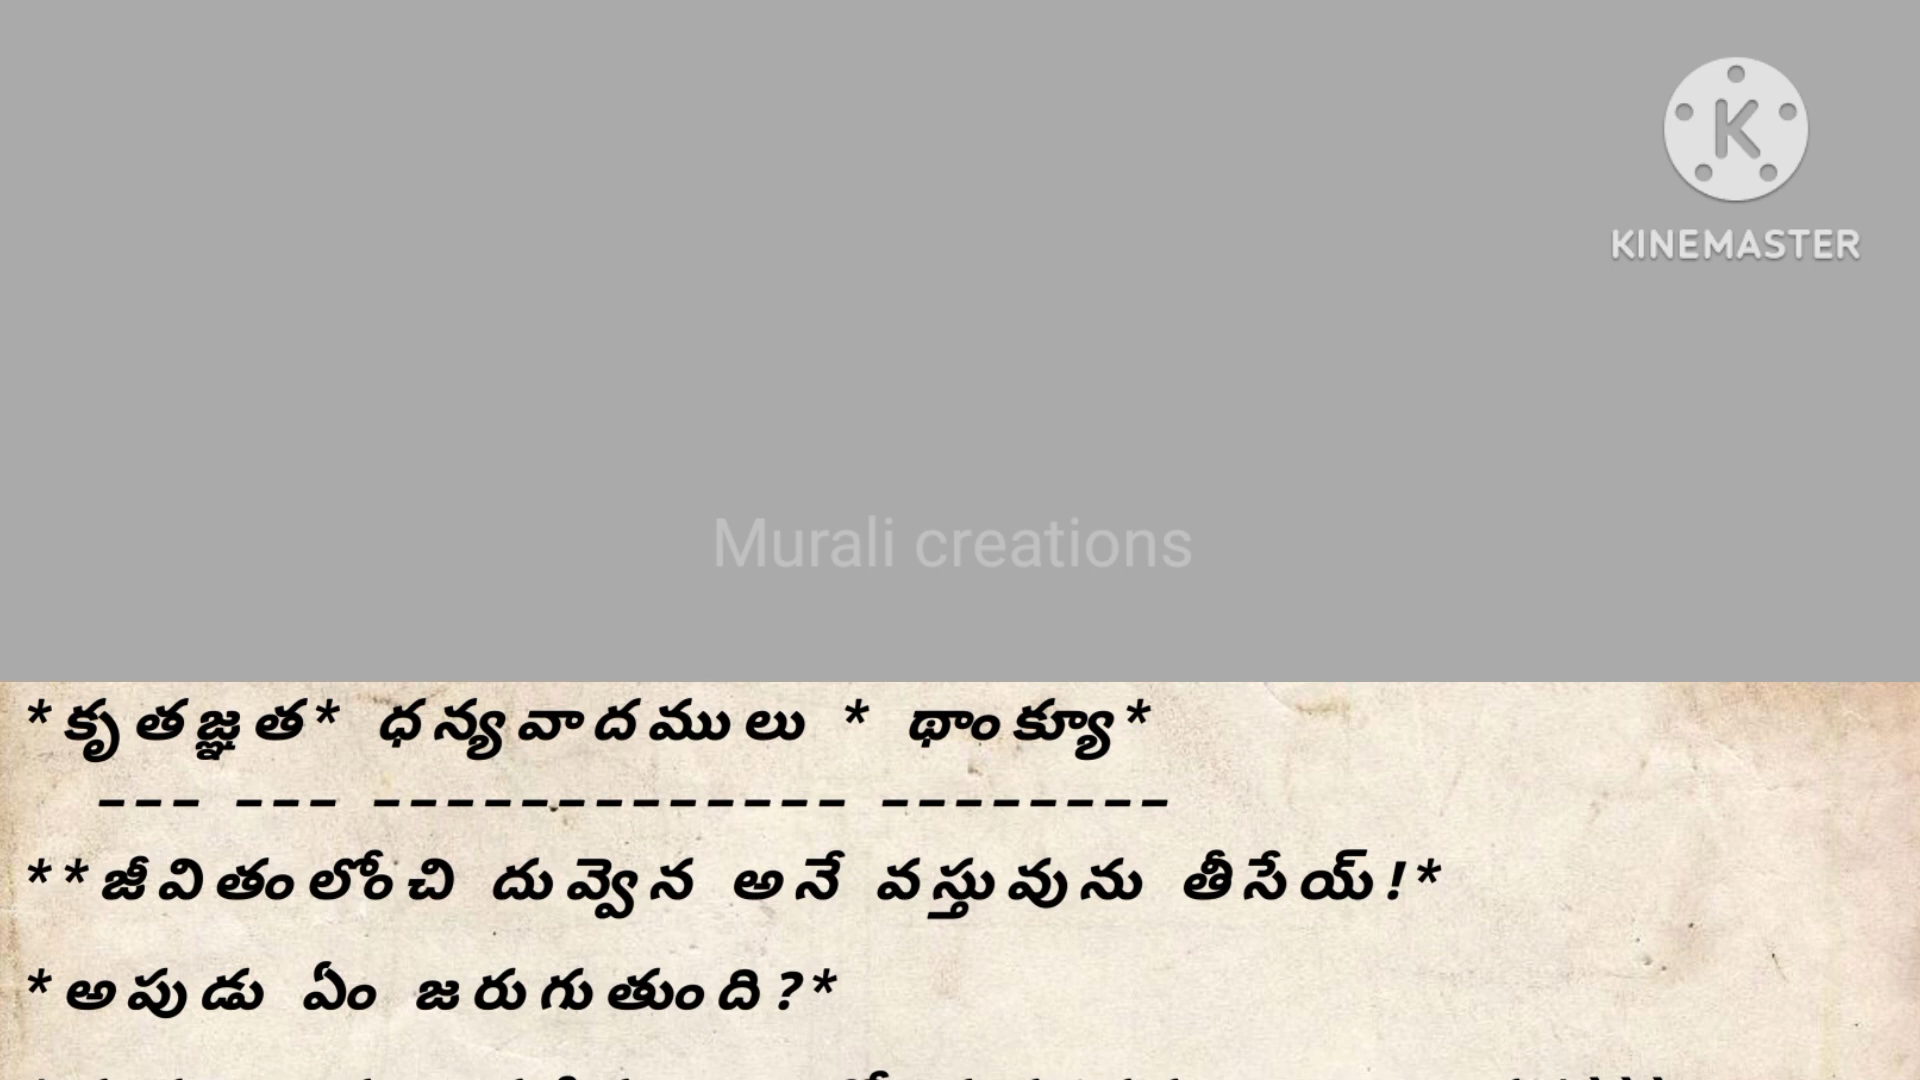 K
KINEMASTER
Murali creations
*కృతజ్ఞత* ధన్యవాదములు * థాంక్యూ*
--- --- ------------- --------
**జీవితంలోంచి దువ్వెన అనే వస్తువును తీసేయ్!*
*అపుడు ఏం జరుగుతుంది?*